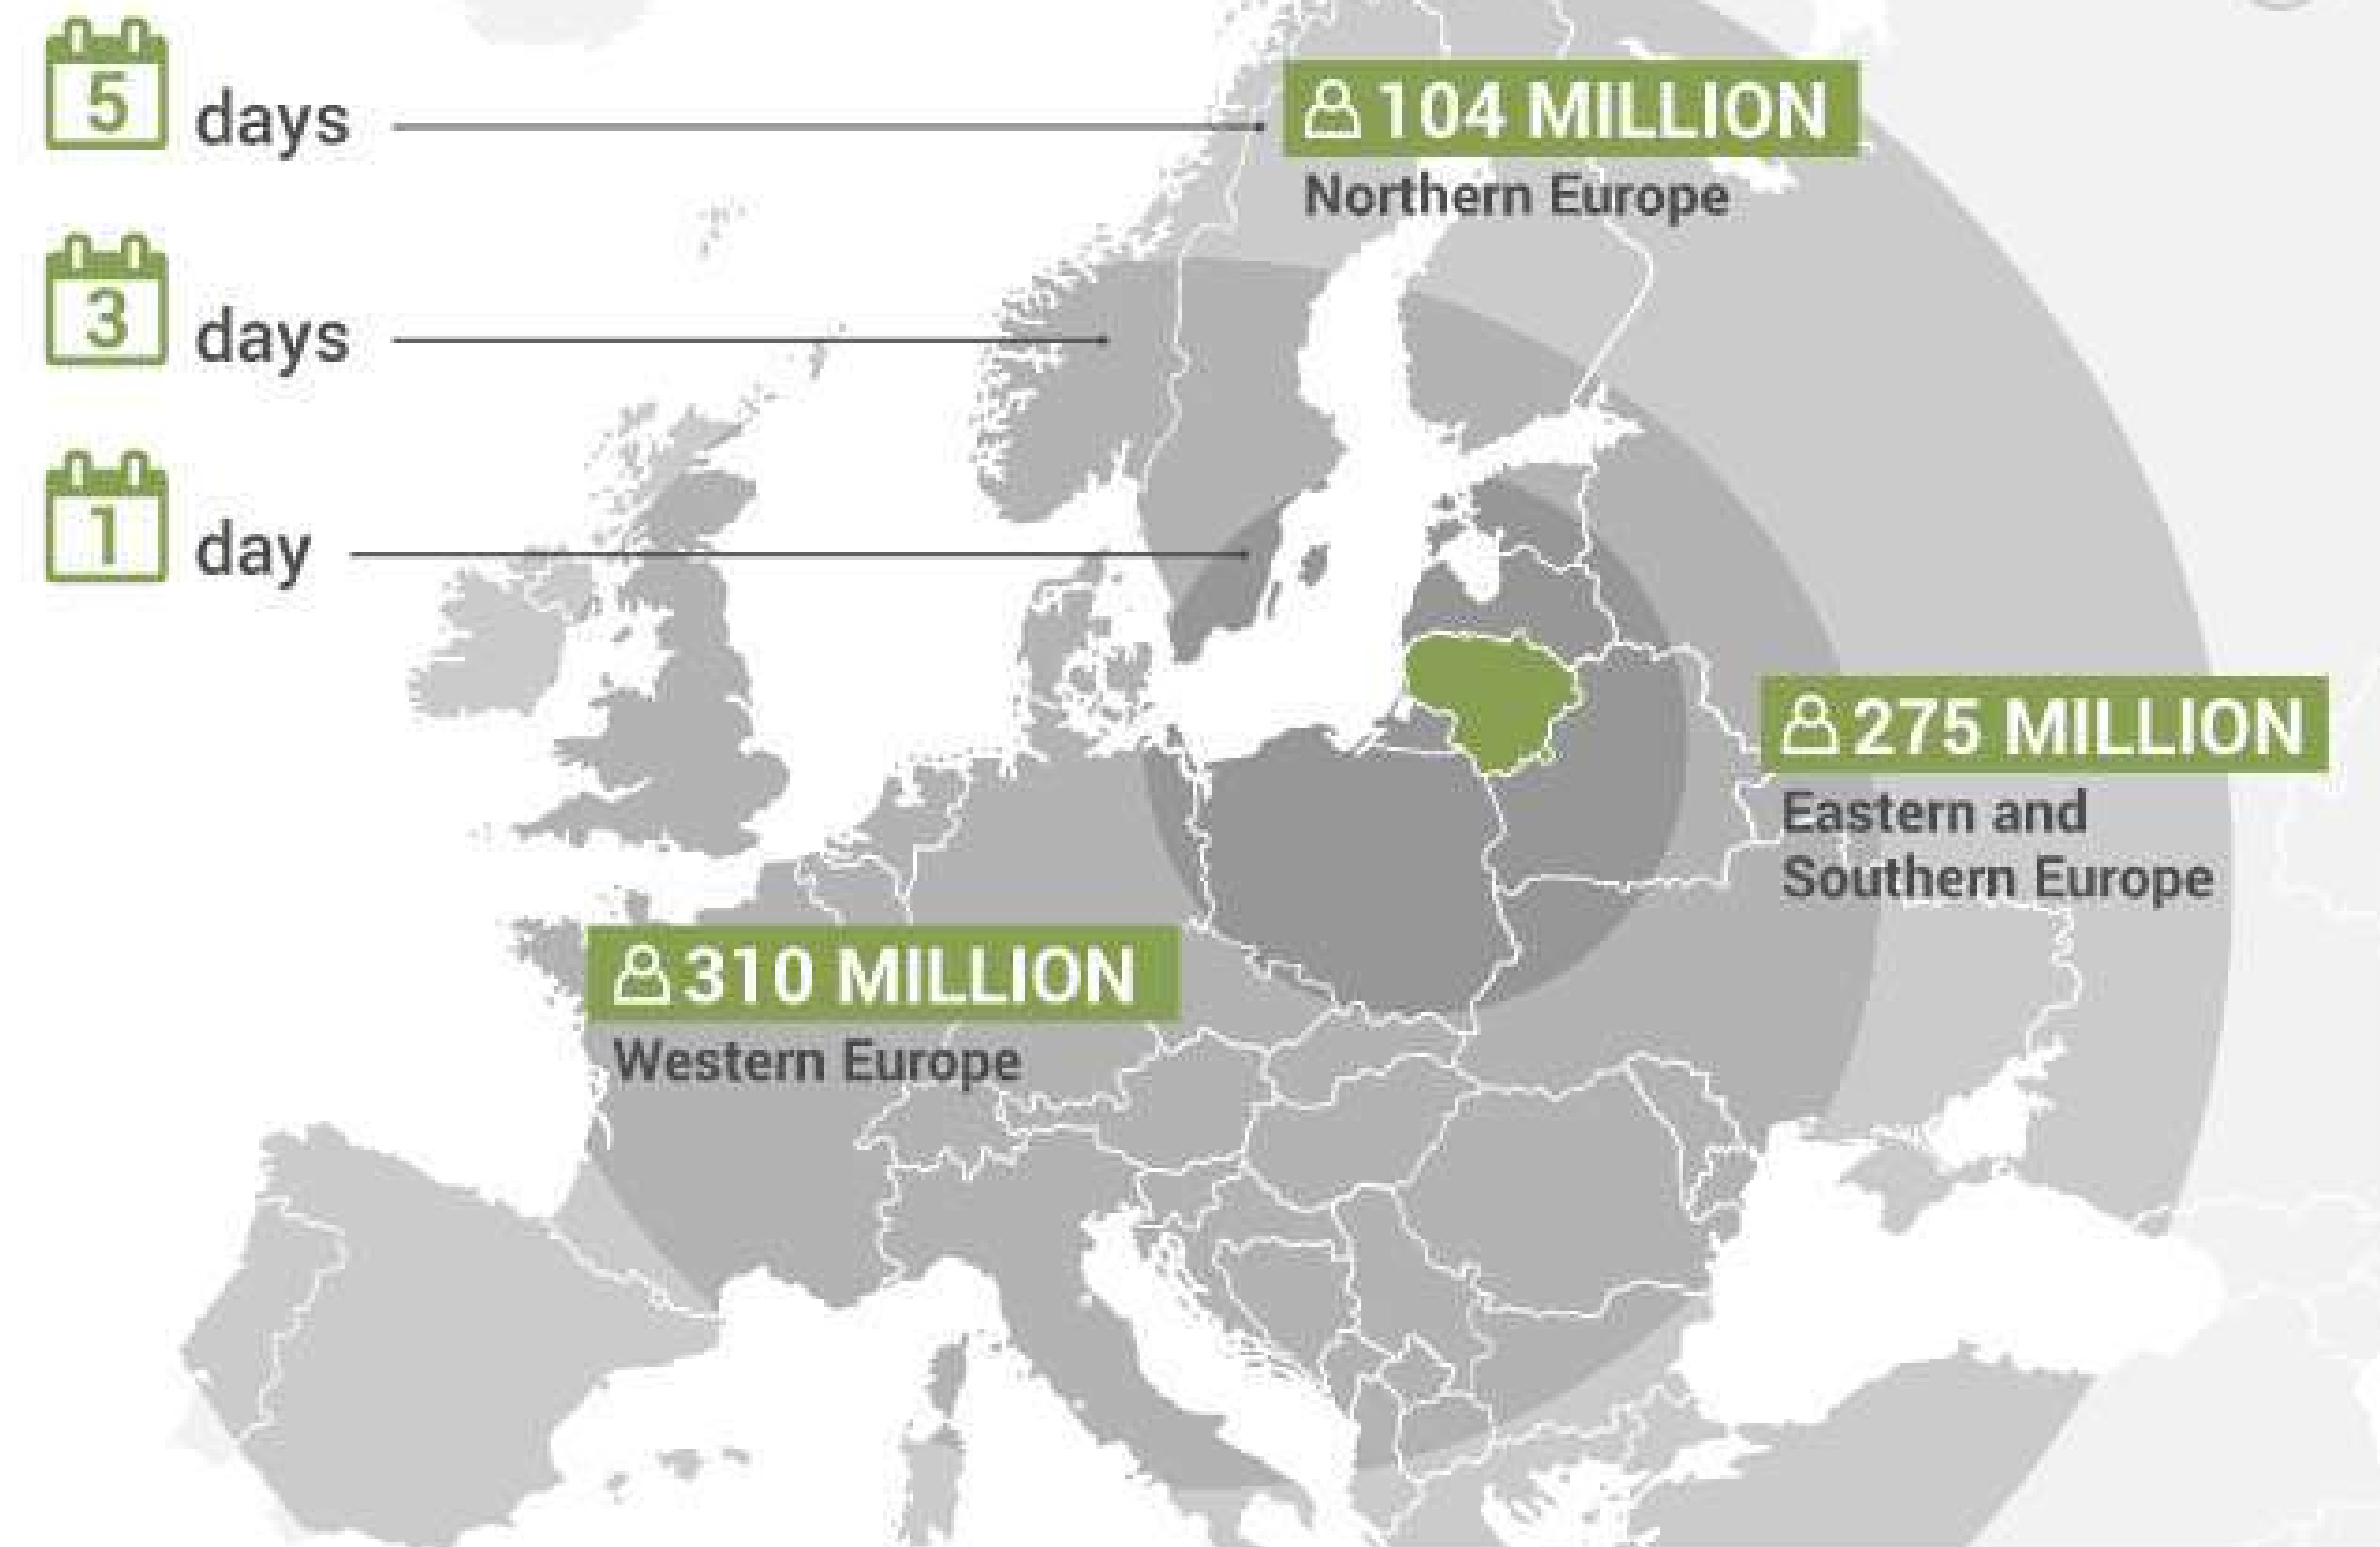 5 days
104 MILLION
Northern Europe
3 days
1 day
275 MILLION
Eastern and
Southern Europe
310 MILLION
Western Europe